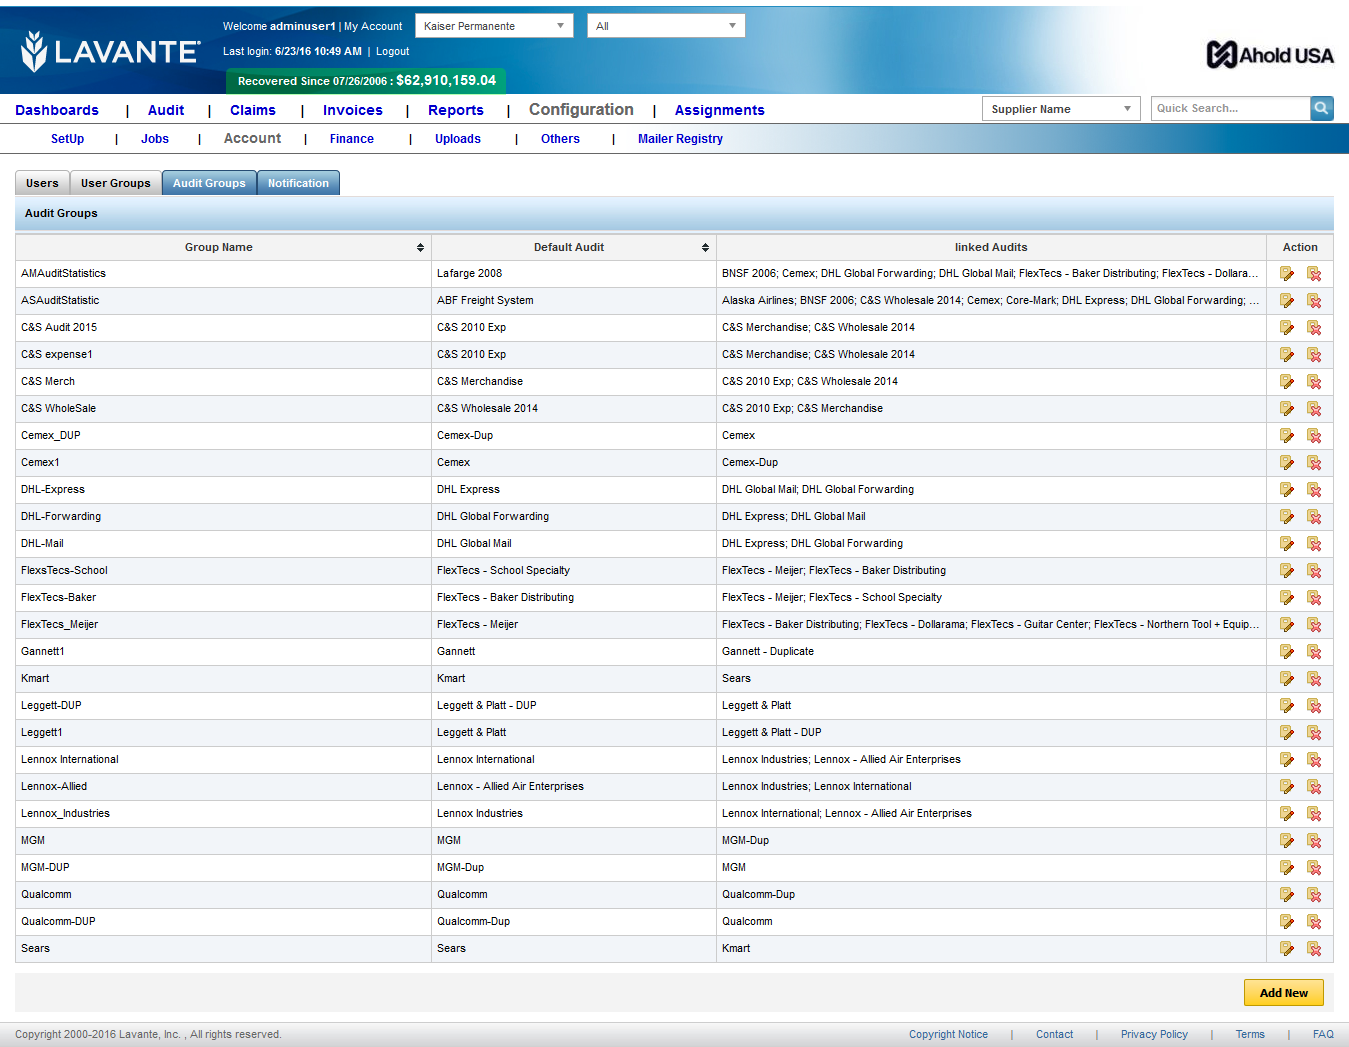 Welcome adminuser1 | My Account Kaiser Permanente All
LAVANTE
Last login: 6/23/16 10:49 AM | Logout
Ahold USA
Recovered Since 07/26/2006 : $62,910,159.04
Dashboards | Audit | Claims | Invoices | Reports | Configuration | Assignments Supplier Name Quick Search...
SetUp | Jobs | Account | Finance | Uploads | Others | Mailer Registry
Users User Groups Audit Groups Notification
Audit Groups
Group Name Default Audit linked Audits Action
AMAuditStatistics Lafarge 2008 BNSF 2006; Cemex; DHL Global Forwarding; DHL Global Mail; FlexTecs - Baker Distributing; FlexTecs - Dollara...
ASAuditStatistic ABF Freight System Alaska Airlines; BNSF 2006; C&S Wholesale 2014; Cemex; Core-Mark; DHL Express; DHL Global Forwarding; ...
C&S Audit 2015 C&S 2010 Exp C&S Merchandise; C&S Wholesale 2014
C&S expense1 C&S 2010 Exp C&S Merchandise; C&S Wholesale 2014
C&S Merch C&S Merchandise C&S 2010 Exp; C&S Wholesale 2014
C&S WholeSale C&S Wholesale 2014 C&S 2010 Exp; C&S Merchandise
Cemex_DUP Cemex-Dup Cemex
Cemex1 Cemex Cemex-Dup
DHL-Express DHL Express DHL Global Mail; DHL Global Forwarding
DHL-Forwarding DHL Global Forwarding DHL Express; DHL Global Mail
DHL-Mail DHL Global Mail DHL Express; DHL Global Forwarding
FlexsTecs-School FlexTecs - School Specialty FlexTecs - Meijer; FlexTecs - Baker Distributing
FlexTecs-Baker FlexTecs - Baker Distributing FlexTecs - Meijer; FlexTecs - School Specialty
FlexTecs_Meijer FlexTecs - Meijer FlexTecs - Baker Distributing; FlexTecs - Dollarama; FlexTecs - Guitar Center; FlexTecs - Northern Tool + Equip...
Gannett1 Gannett Gannett - Duplicate
Kmart Kmart Sears
Leggett-DUP Leggett & Platt - DUP Leggett & Platt
Leggett1 Leggett & Platt Leggett & Platt - DUP
Lennox International Lennox International Lennox Industries; Lennox - Allied Air Enterprises
Lennox-Allied Lennox - Allied Air Enterprises Lennox Industries; Lennox International
Lennox_Industries Lennox Industries Lennox International; Lennox - Allied Air Enterprises
MGM MGM MGM-Dup
MGM-DUP MGM-Dup MGM
Qualcomm Qualcomm Qualcomm-Dup
Qualcomm-DUP Qualcomm-Dup Qualcomm
Sears Sears Kmart
Add New
Copyright 2000-2016 Lavante, Inc. , All rights reserved. Copyright Notice | Contact | Privacy Policy | Terms | FAQ